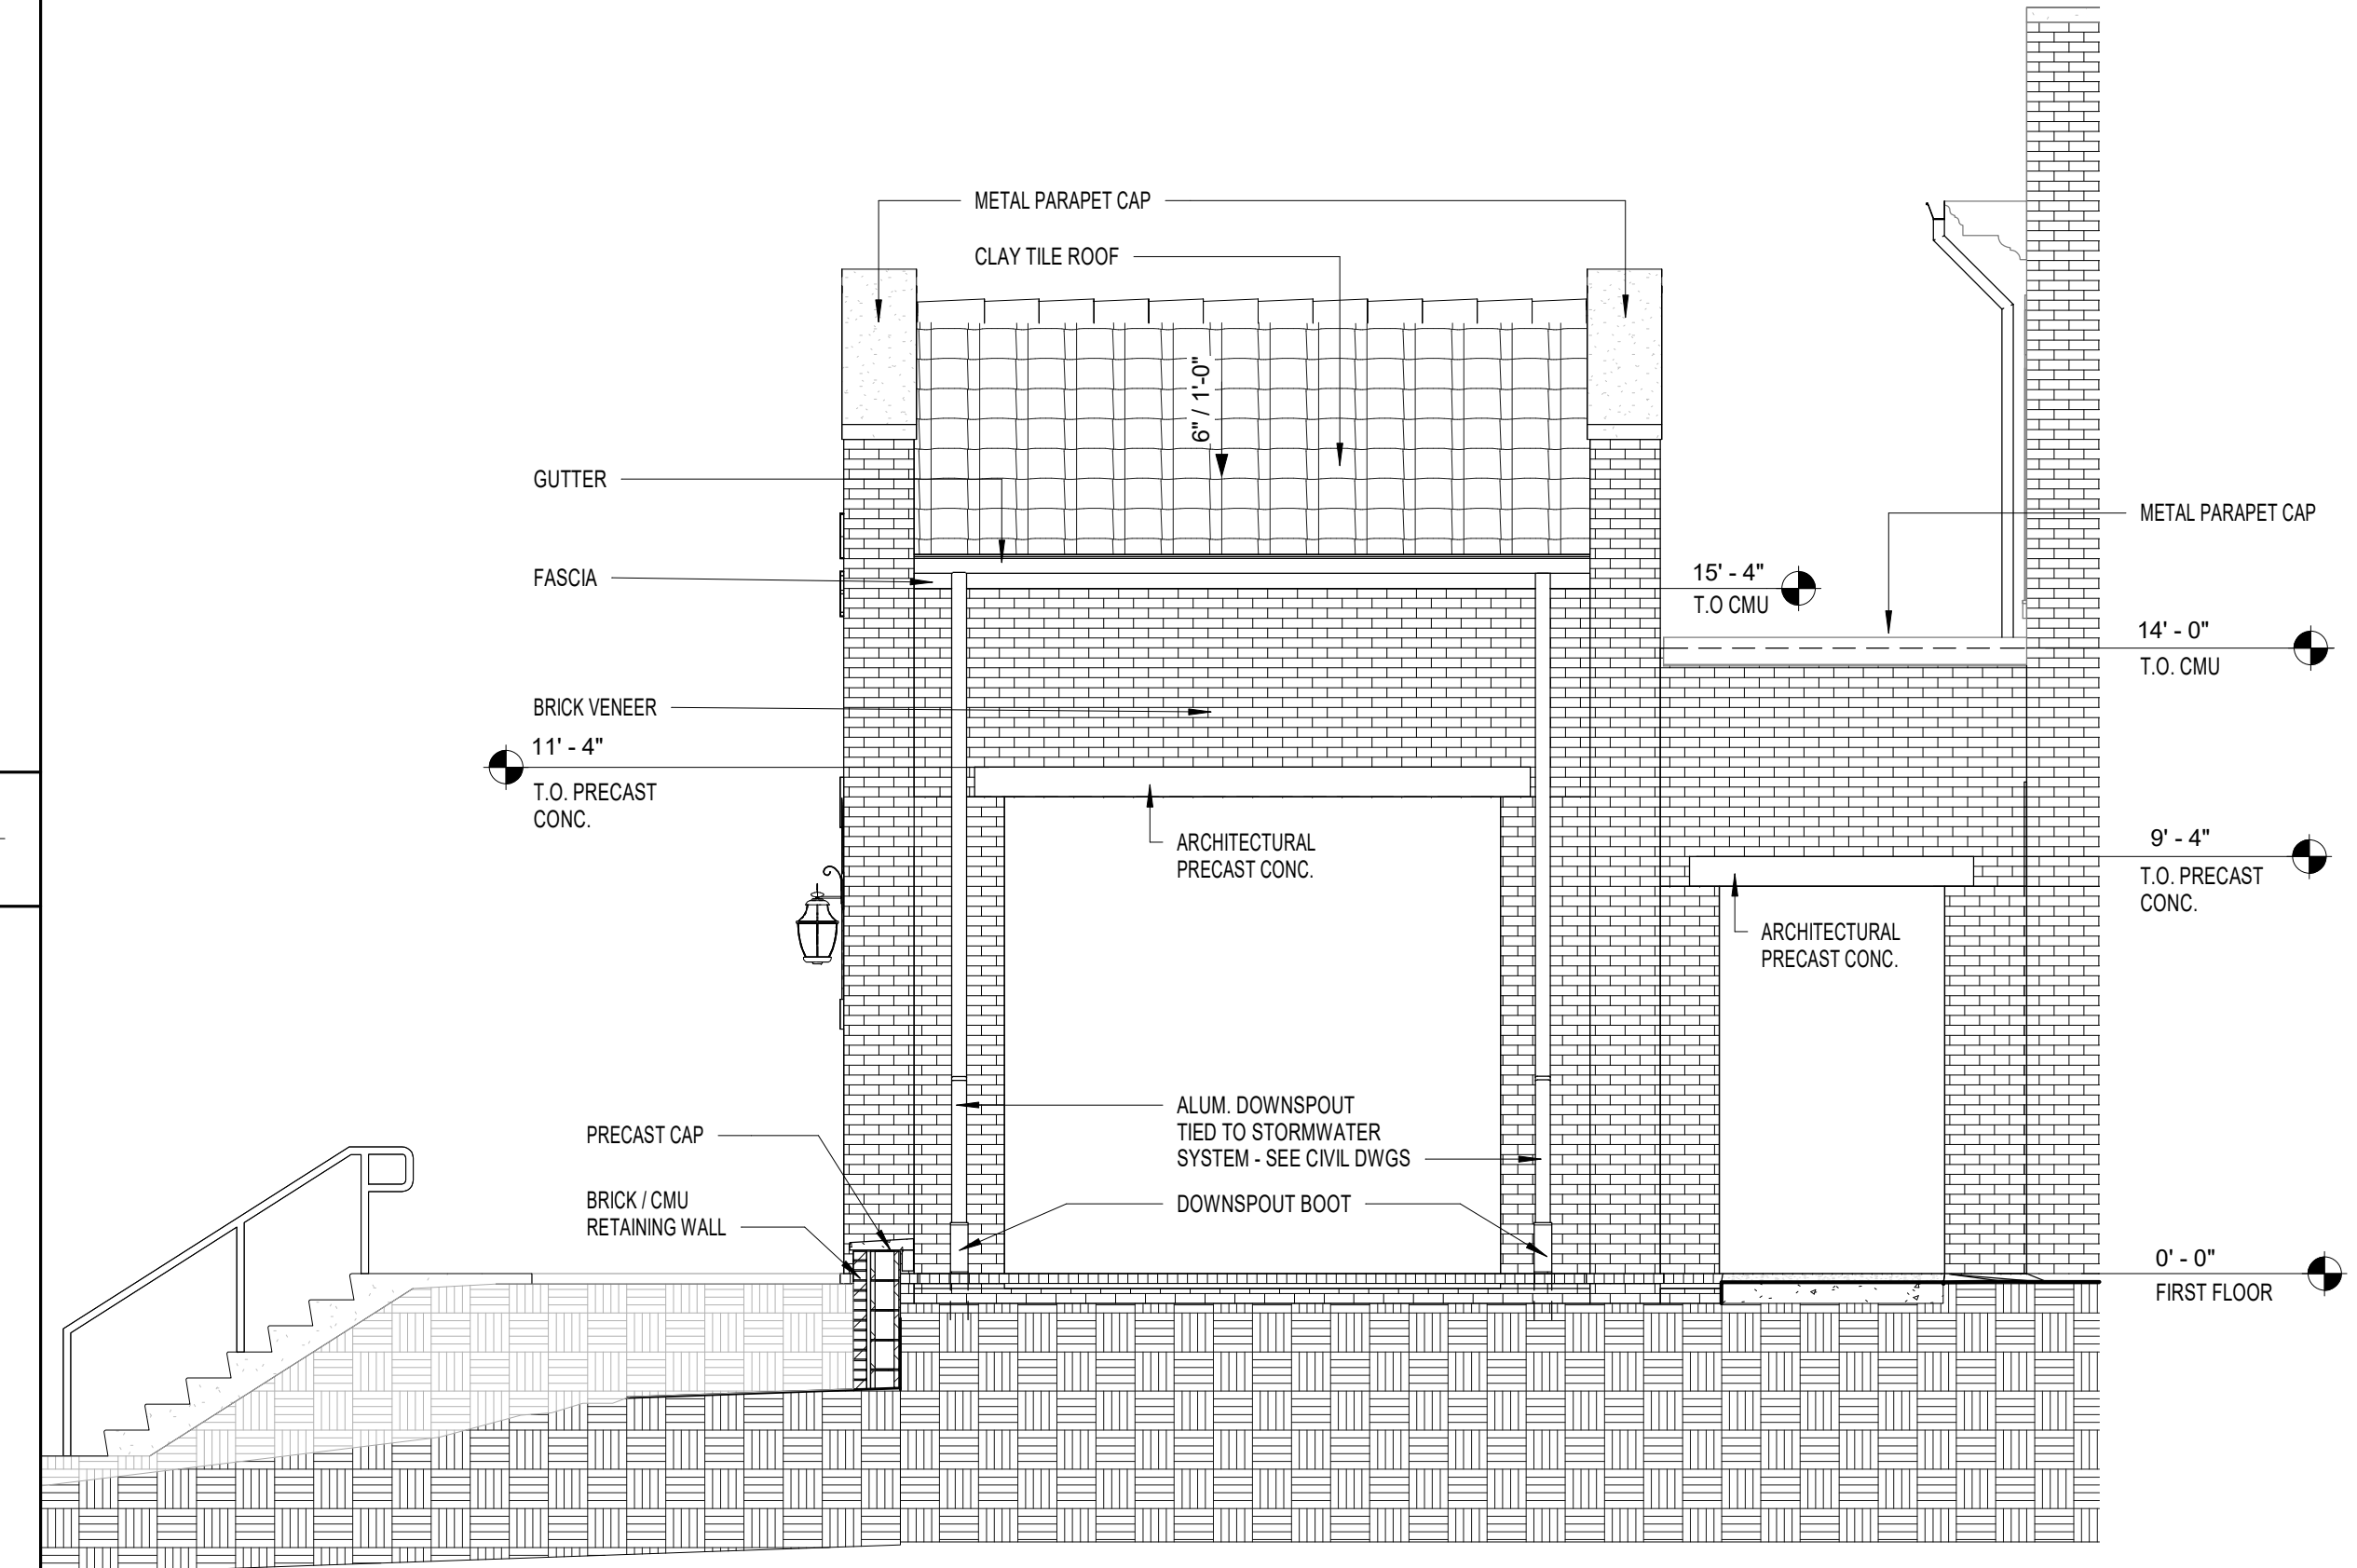 METAL PARAPET CAP
CLAY TILE ROOF
6" / 1'-0"
GUTTER
METAL PARAPET CAP
FASCIA
15' - 4"
T.O CMU
14' - 0"
T.O. CMU
BRICK VENEER
11' - 4"
T.O. PRECAST
CONC.
ARCHITECTURAL
PRECAST CONC.
9' - 4"
T.O. PRECAST
CONC.
ARCHITECTURAL
PRECAST CONC.
ALUM. DOWNSPOUT
TIED TO STORMWATER
SYSTEM - SEE CIVIL DWGS
PRECAST CAP
BRICK / CMU
RETAINING WALL
DOWNSPOUT BOOT
0' - 0"
FIRST FLOOR